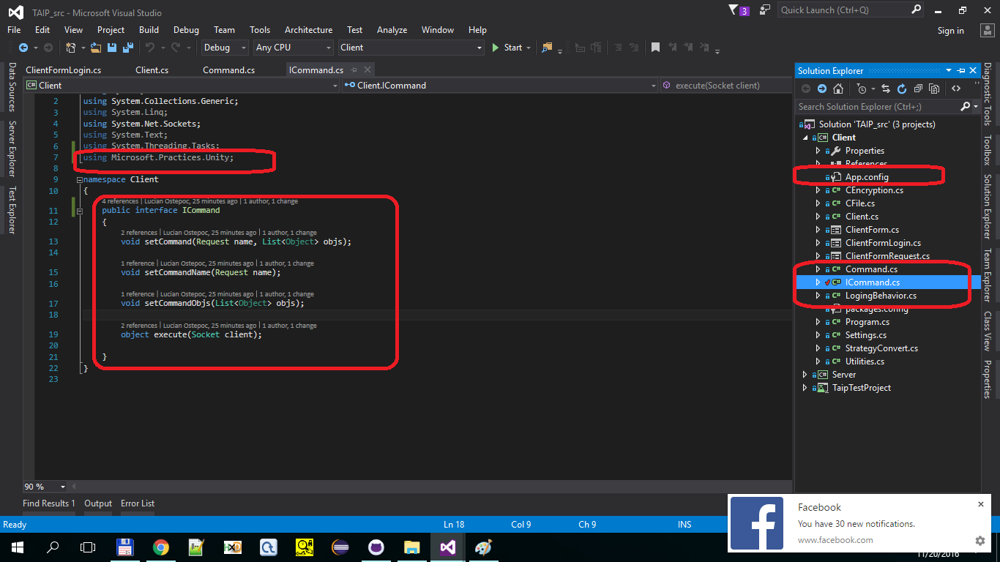 TAIP_src - Microsoft Visual Studio
3
Quick Launch (Ctrl+Q)
File Edit View Project Build Debug Team Tools Architecture Test Analyze Window Help
Sign in
Debug Any CPU Client Start
ClientFormLogin.cs Client.cs Command.cs ICommand.cs
C# Client Client.ICommand execute(Socket client)
Data Sources
Server Explorer
Test Explorer
2 using System.Collections.Generic;
3 using System.Linq;
4 using System.Net.Sockets;
5 using System.Text;
6 using System.Threading.Tasks;
7 using Microsoft.Practices.Unity;
8
9 namespace Client
10 {
4 references | Lucian Ostepoc, 25 minutes ago | 1 author, 1 change
11 public interface ICommand
12 {
2 references | Lucian Ostepoc, 25 minutes ago | 1 author, 1 change
13 void setCommand(Request name, List<Object> objs);
14
1 reference | Lucian Ostepoc, 25 minutes ago | 1 author, 1 change
15 void setCommandName(Request name);
16
1 reference | Lucian Ostepoc, 25 minutes ago | 1 author, 1 change
17 void setCommandObjs(List<Object> objs);
18
2 references | Lucian Ostepoc, 25 minutes ago | 1 author, 1 change
19 object execute(Socket client);
20
21 }
22 }
23
90 %
Find Results 1 Output Error List
Ready Ln 18 Col 9 Ch 9 INS
Solution Explorer
Search Solution Explorer (Ctrl+;)
Solution 'TAIP_src' (3 projects)
C# Client
Properties
References
App.config
C# CEncryption.cs
C# CFile.cs
C# Client.cs
ClientForm.cs
ClientFormLogin.cs
ClientFormRequest.cs
C# Command.cs
C# ICommand.cs
C# LogingBehavior.cs
packages.config
C# Program.cs
C# Settings.cs
C# StrategyConvert.cs
C# Utilities.cs
C# Server
TaipTestProject
Diagnostic Tools
Toolbox
Solution Explorer
Team Explorer
Class View
Properties
Facebook
You have 30 new notifications.
www.facebook.com
11/20/2016